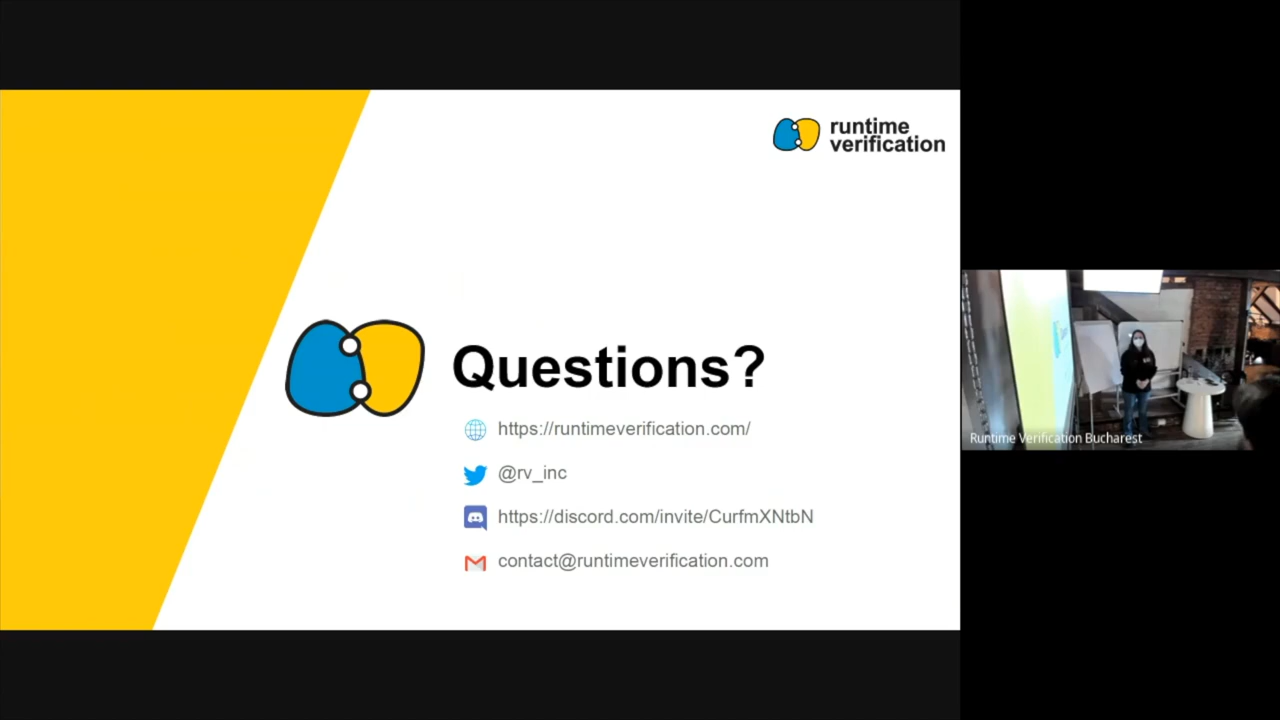 runtime
verification
Questions?
https://runtimeverification.com/
@rv_inc
https://discord.com/invite/CurfmXNtbN
contact@runtimeverification.com
Runtime Verification Bucharest